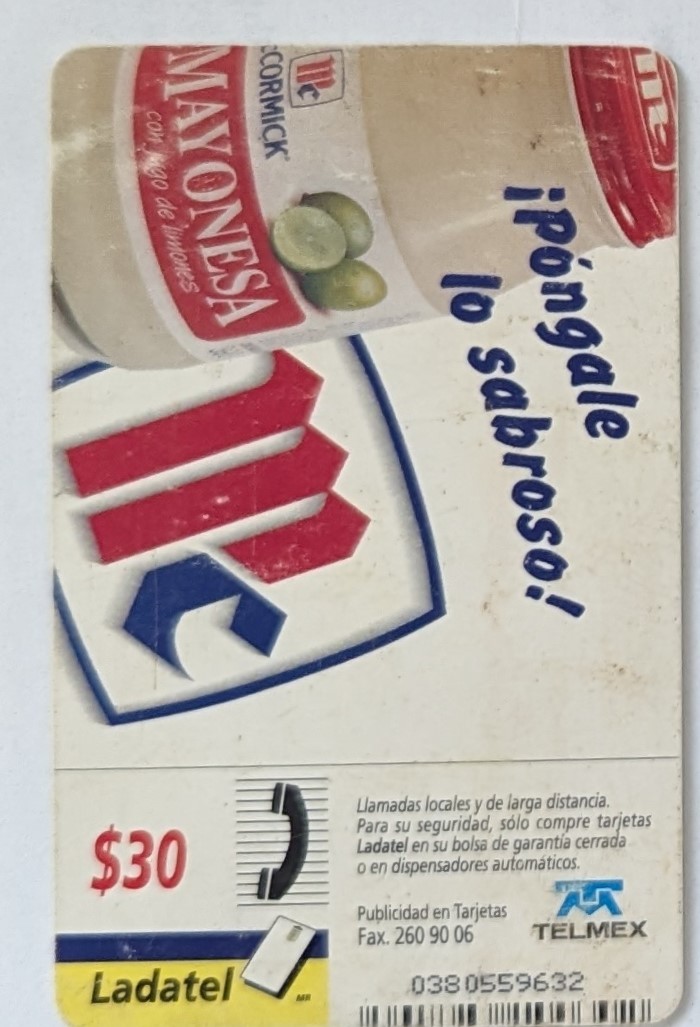 McCORMICK
MAYONESA
con jugo de limones
¡Póngale
lo sabroso!
Mc
$30
Llamadas locales y de larga distancia.
Para su seguridad, sólo compre tarjetas
Ladatel en su bolsa de garantía cerrada
o en dispensadores automáticos.
Publicidad en Tarjetas
Fax. 260 90 06
TELMEX
Ladatel
MR
0380559632